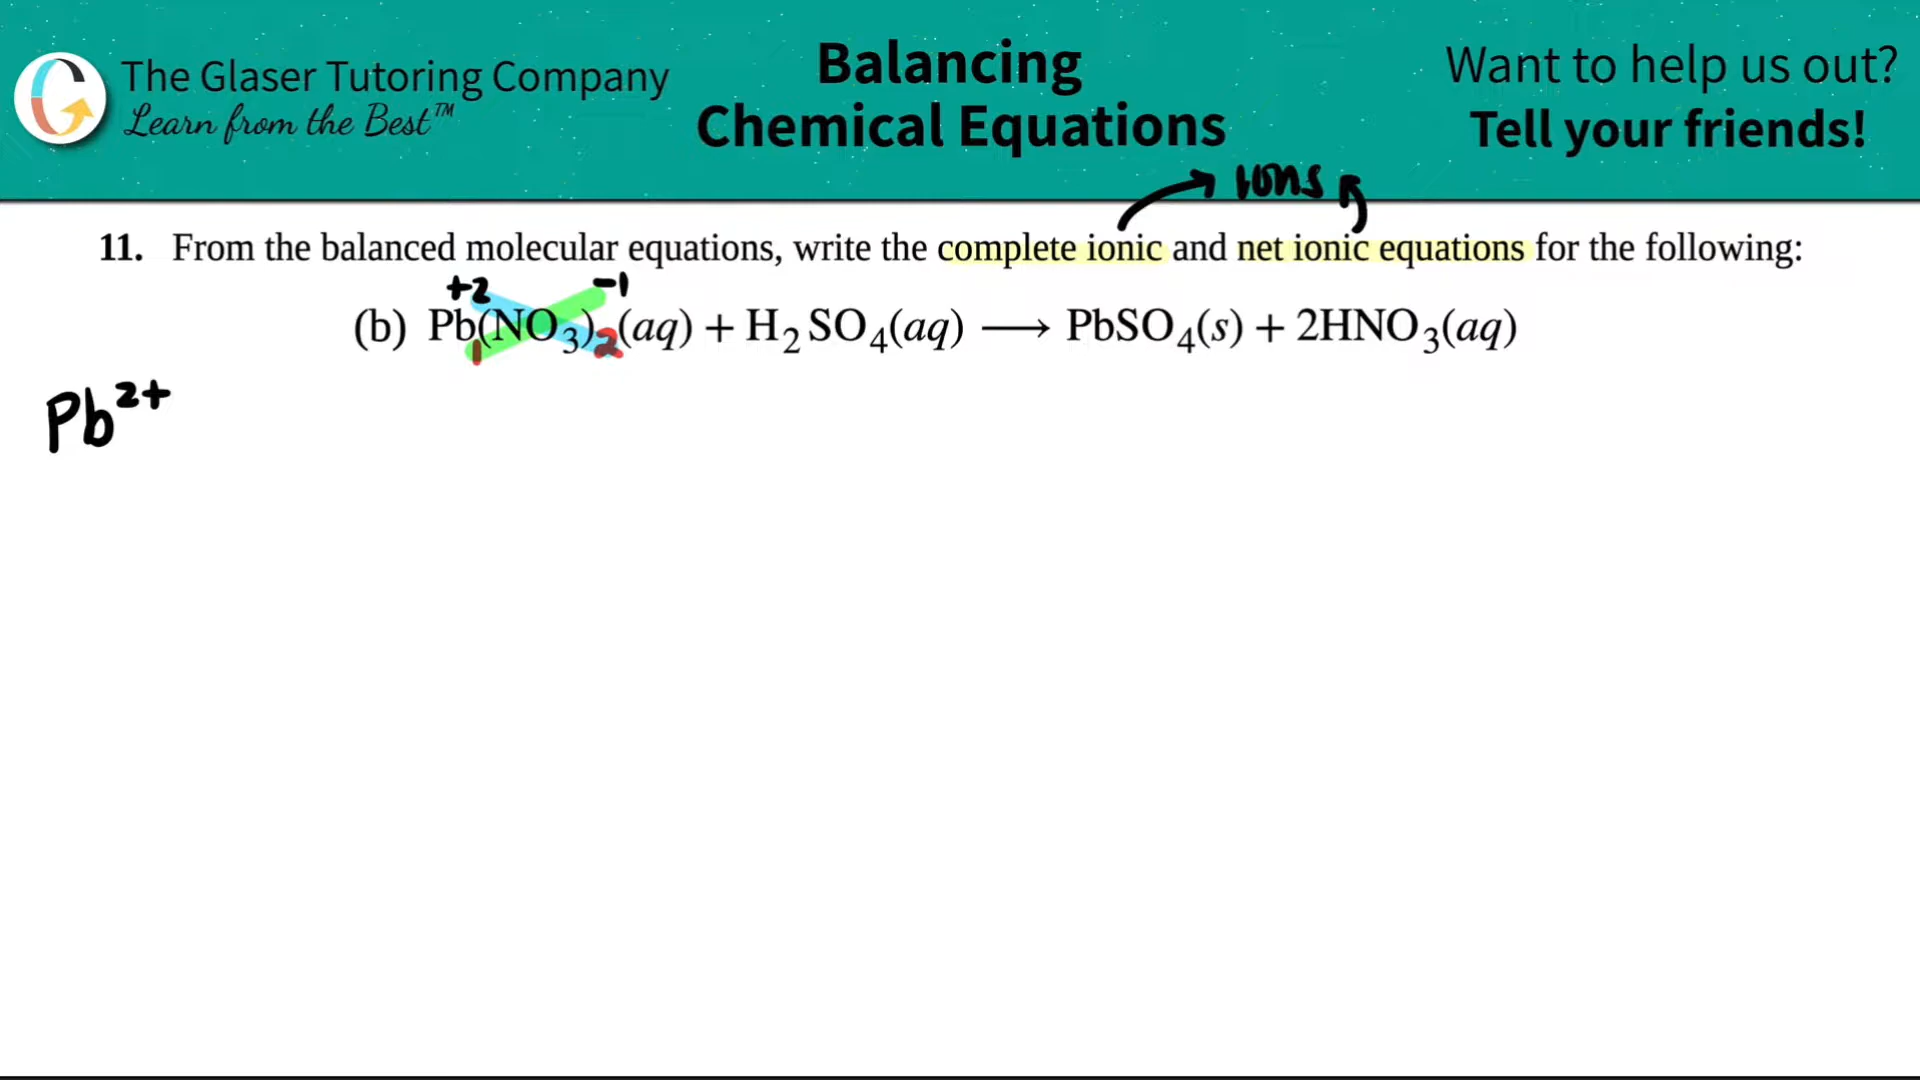 The Glaser Tutoring Company
Learn from the Best™
Balancing
Chemical Equations
Want to help us out?
Tell your friends!
ions
11. From the balanced molecular equations, write the complete ionic and net ionic equations for the following:
+2 -1
(b) Pb(NO₃)₂(aq) + H₂SO₄(aq) ⟶ PbSO₄(s) + 2HNO₃(aq)
1 2
Pb²⁺